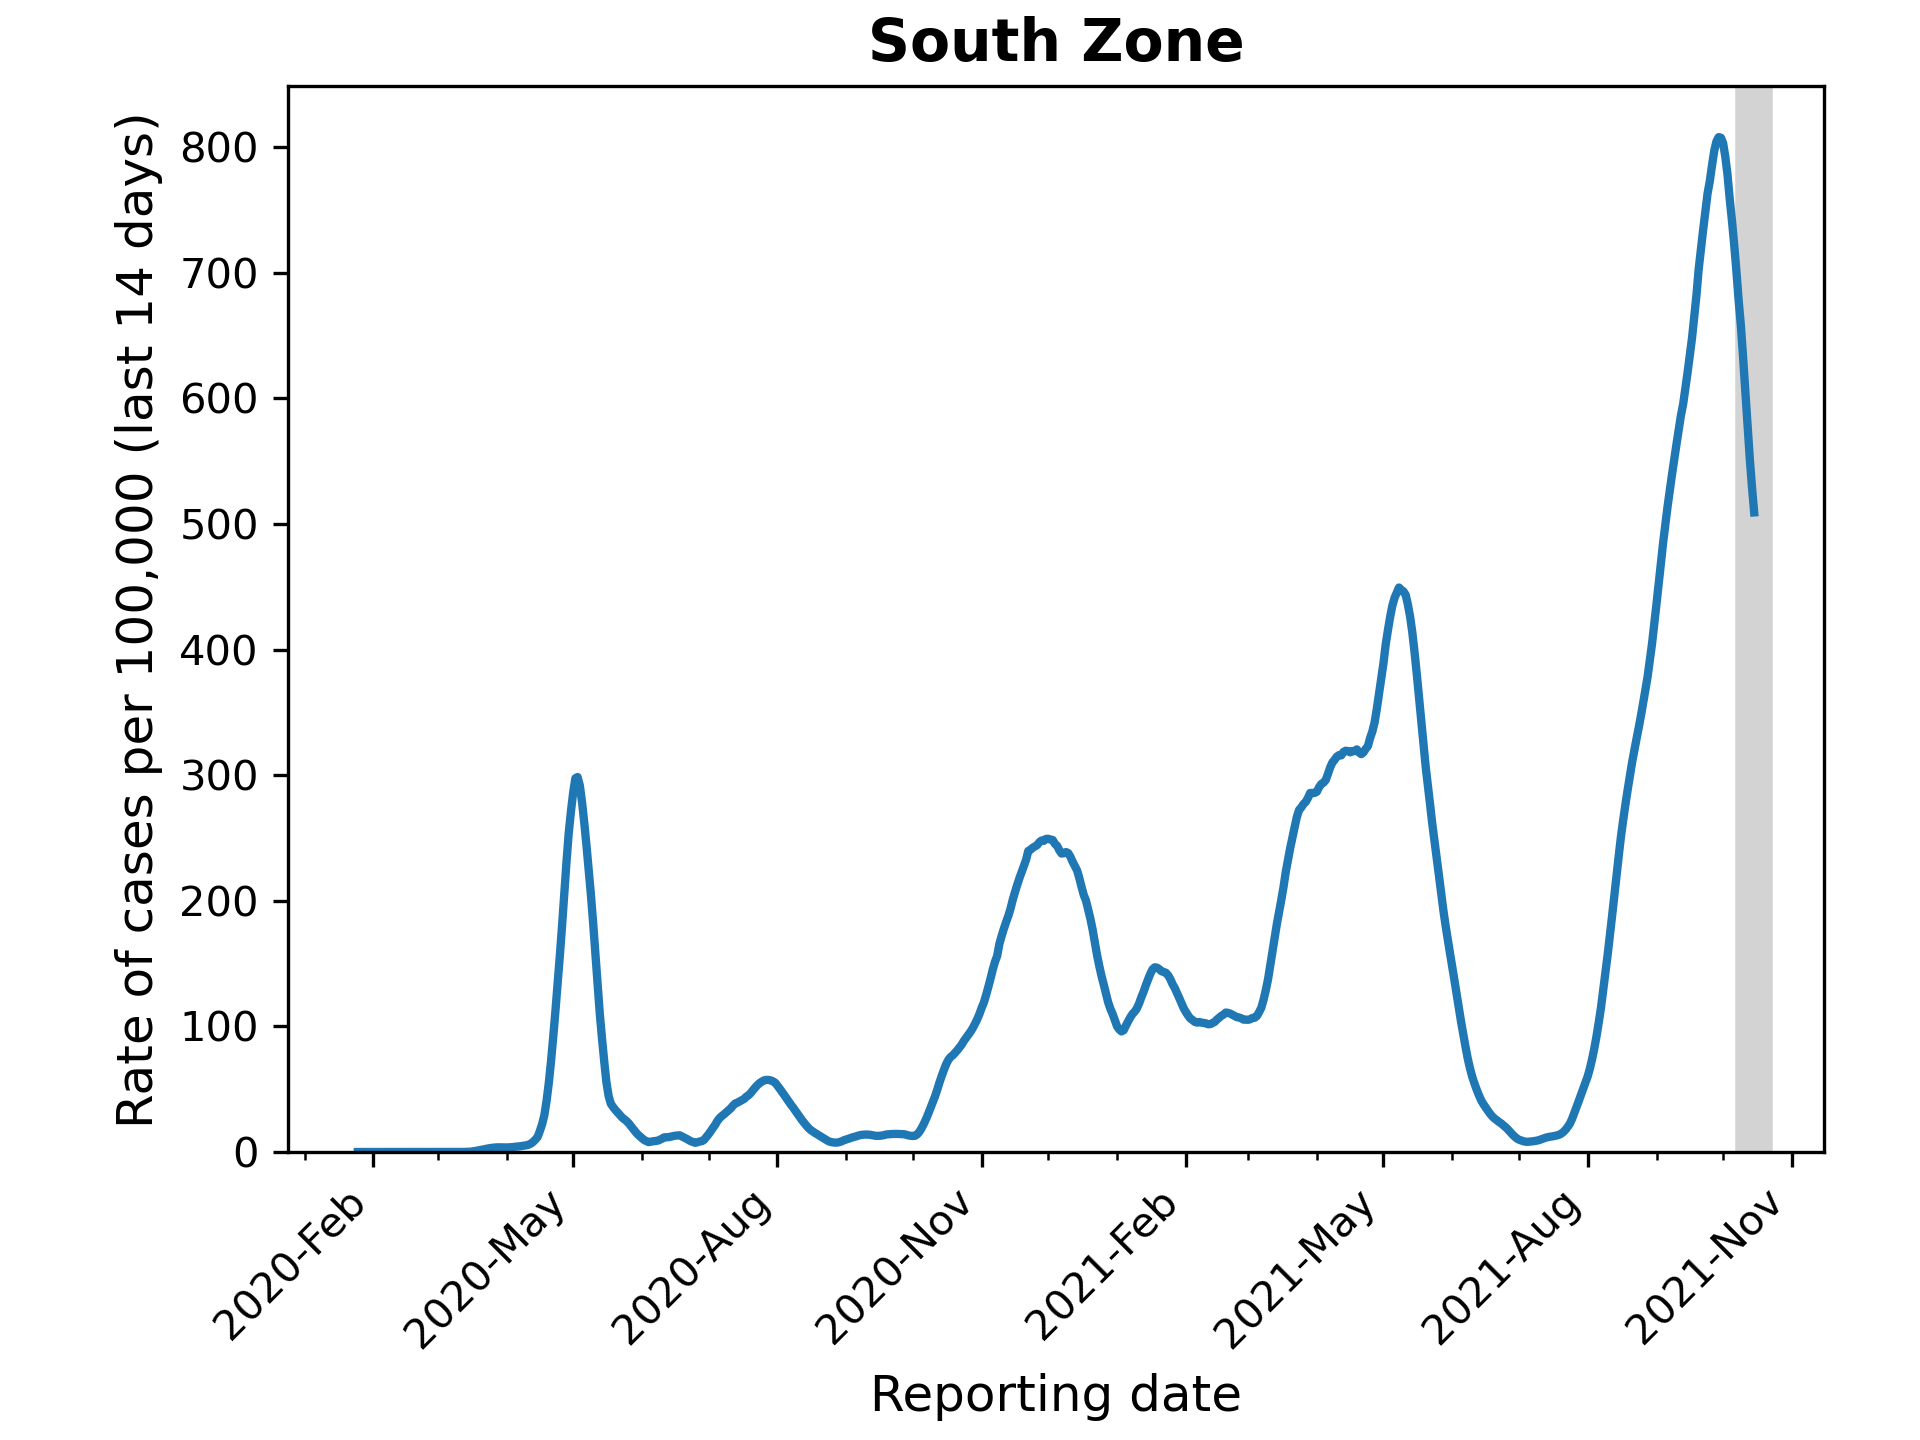 South Zone
Rate of cases per 100,000 (last 14 days)
800
700
600
500
400
300
200
100
0
2020-Feb
2020-May
2020-Aug
2020-Nov
2021-Feb
2021-May
2021-Aug
2021-Nov
Reporting date